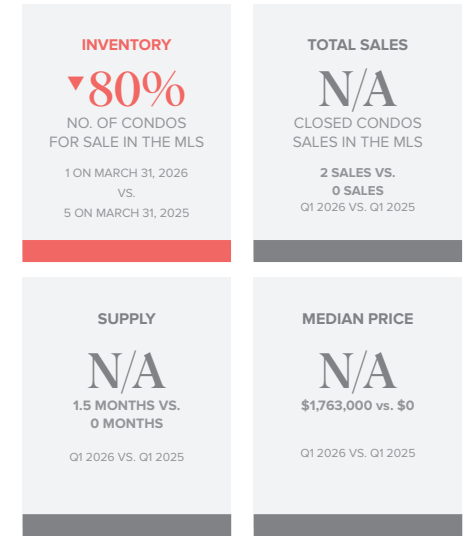 INVENTORY
▼80%
NO. OF CONDOS
FOR SALE IN THE MLS
1 ON MARCH 31, 2026
VS.
5 ON MARCH 31, 2025
TOTAL SALES
N/A
CLOSED CONDOS
SALES IN THE MLS
2 SALES VS.
0 SALES
Q1 2026 VS. Q1 2025
SUPPLY
N/A
1.5 MONTHS VS.
0 MONTHS
Q1 2026 VS. Q1 2025
MEDIAN PRICE
N/A
$1,763,000 vs. $0
Q1 2026 VS. Q1 2025